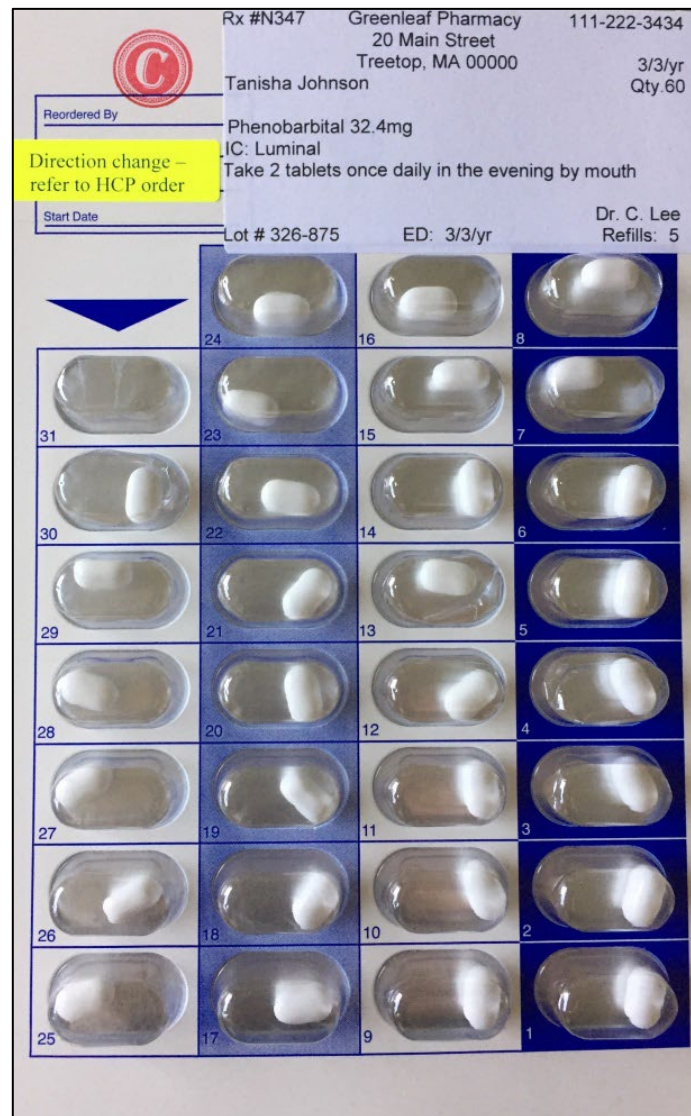 Rx #N347 Greenleaf Pharmacy 111-222-3434
20 Main Street
Treetop, MA 00000 3/3/yr
Tanisha Johnson Qty.60
C
Reordered By
Phenobarbital 32.4mg
IC: Luminal
Take 2 tablets once daily in the evening by mouth
Direction change –
refer to HCP order
Start Date
Dr. C. Lee
Lot # 326-875 ED: 3/3/yr Refills: 5
24 16 8
31 23 15 7
30 22 14 6
29 21 13 5
28 20 12 4
27 19 11 3
26 18 10 2
25 17 9 1